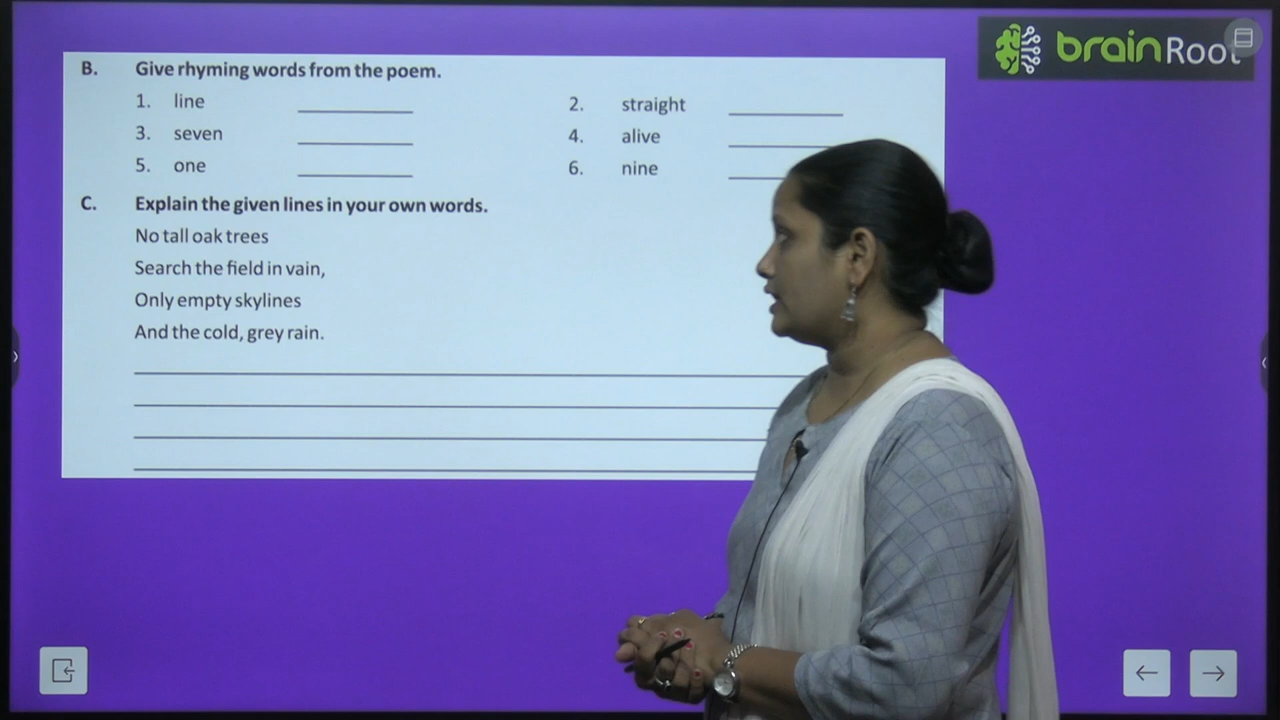 brainRoot
B. Give rhyming words from the poem.
1. line 2. straight
3. seven 4. alive
5. one 6. nine
C. Explain the given lines in your own words.
No tall oak trees
Search the field in vain,
Only empty skylines
And the cold, grey rain.